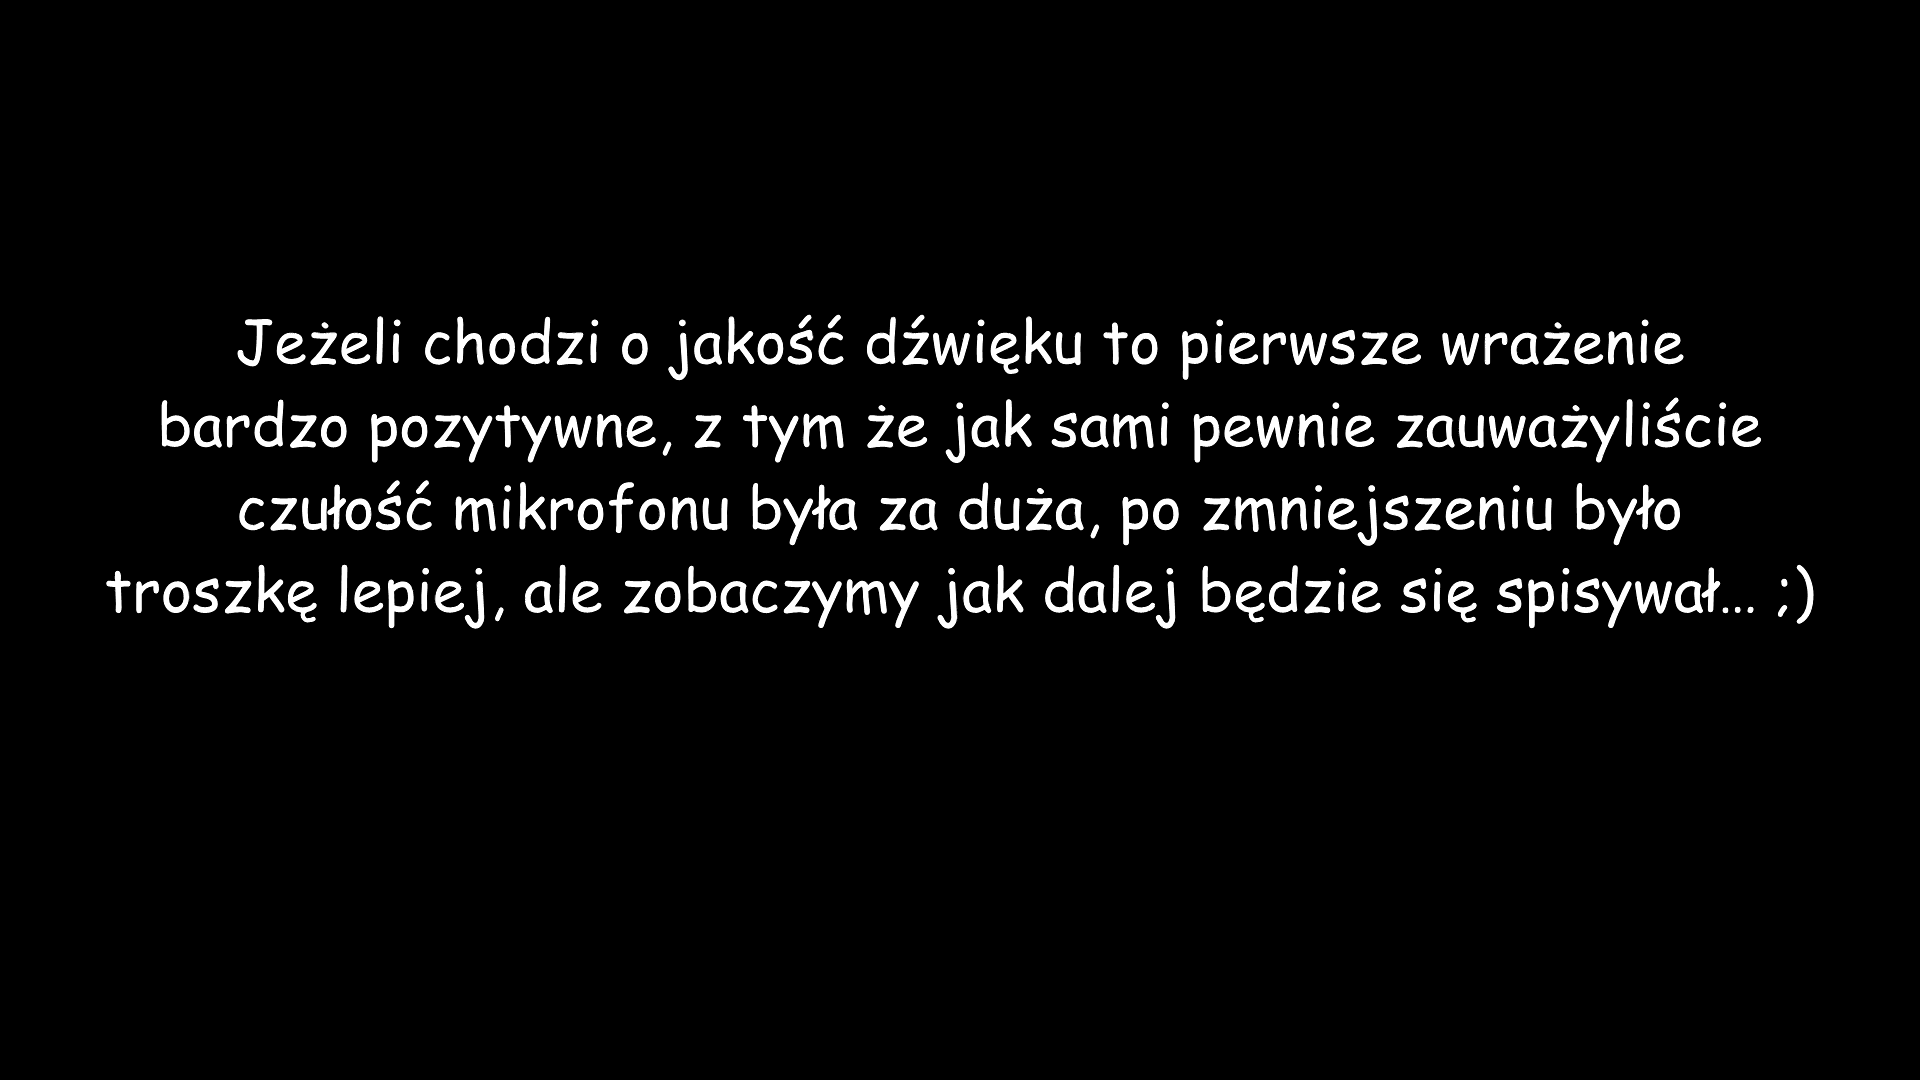 Jeżeli chodzi o jakość dźwięku to pierwsze wrażenie
bardzo pozytywne, z tym że jak sami pewnie zauważyliście
czułość mikrofonu była za duża, po zmniejszeniu było
troszkę lepiej, ale zobaczymy jak dalej będzie się spisywał... ;)